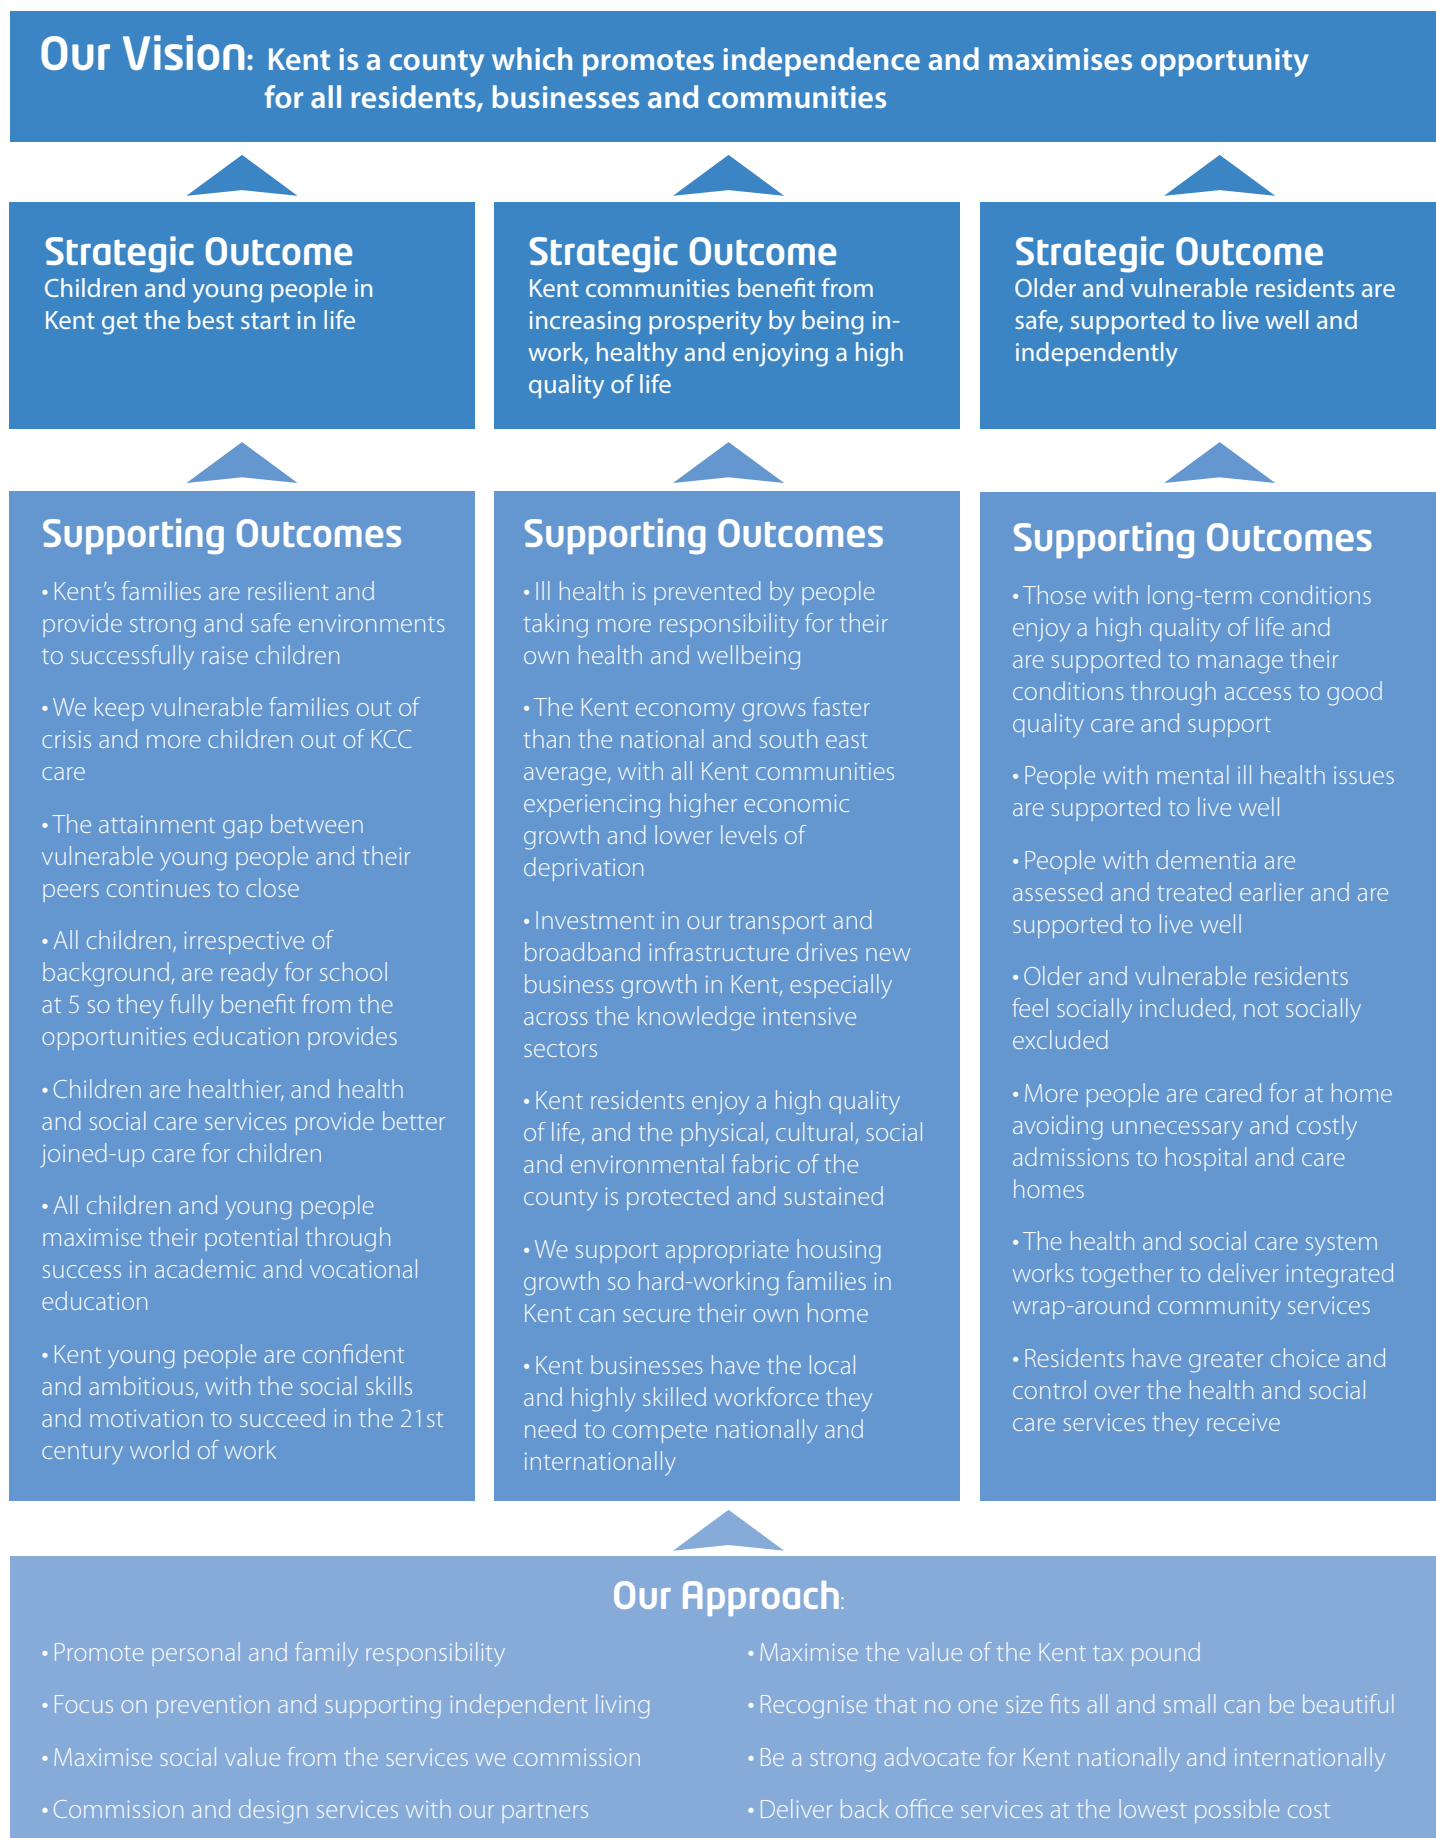 Our Vision: Kent is a county which promotes independence and maximises opportunity
for all residents, businesses and communities
Strategic Outcome
Children and young people in
Kent get the best start in life
Strategic Outcome
Kent communities benefit from
increasing prosperity by being in-
work, healthy and enjoying a high
quality of life
Strategic Outcome
Older and vulnerable residents are
safe, supported to live well and
independently
Supporting Outcomes
• Kent’s families are resilient and
provide strong and safe environments
to successfully raise children
• We keep vulnerable families out of
crisis and more children out of KCC
care
• The attainment gap between
vulnerable young people and their
peers continues to close
• All children, irrespective of
background, are ready for school
at 5 so they fully benefit from the
opportunities education provides
• Children are healthier, and health
and social care services provide better
joined-up care for children
• All children and young people
maximise their potential through
success in academic and vocational
education
• Kent young people are confident
and ambitious, with the social skills
and motivation to succeed in the 21st
century world of work
Supporting Outcomes
• Ill health is prevented by people
taking more responsibility for their
own health and wellbeing
• The Kent economy grows faster
than the national and south east
average, with all Kent communities
experiencing higher economic
growth and lower levels of
deprivation
• Investment in our transport and
broadband infrastructure drives new
business growth in Kent, especially
across the knowledge intensive
sectors
• Kent residents enjoy a high quality
of life, and the physical, cultural, social
and environmental fabric of the
county is protected and sustained
• We support appropriate housing
growth so hard-working families in
Kent can secure their own home
• Kent businesses have the local
and highly skilled workforce they
need to compete nationally and
internationally
Supporting Outcomes
• Those with long-term conditions
enjoy a high quality of life and
are supported to manage their
conditions through access to good
quality care and support
• People with mental ill health issues
are supported to live well
• People with dementia are
assessed and treated earlier and are
supported to live well
• Older and vulnerable residents
feel socially included, not socially
excluded
• More people are cared for at home
avoiding unnecessary and costly
admissions to hospital and care
homes
• The health and social care system
works together to deliver integrated
wrap-around community services
• Residents have greater choice and
control over the health and social
care services they receive
Our Approach:
• Promote personal and family responsibility
• Focus on prevention and supporting independent living
• Maximise social value from the services we commission
• Commission and design services with our partners
• Maximise the value of the Kent tax pound
• Recognise that no one size fits all and small can be beautiful
• Be a strong advocate for Kent nationally and internationally
• Deliver back office services at the lowest possible cost